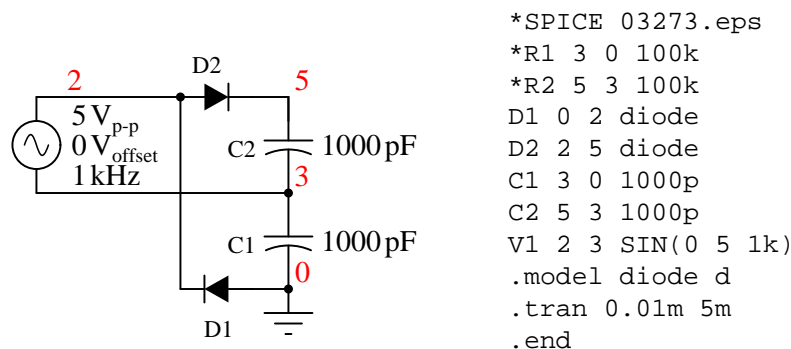 2
D2
5
5 Vp-p
0 Voffset
1 kHz
C2
1000 pF
3
C1
1000 pF
0
D1
*SPICE 03273.eps
*R1 3 0 100k
*R2 5 3 100k
D1 0 2 diode
D2 2 5 diode
C1 3 0 1000p
C2 5 3 1000p
V1 2 3 SIN(0 5 1k)
.model diode d
.tran 0.01m 5m
.end